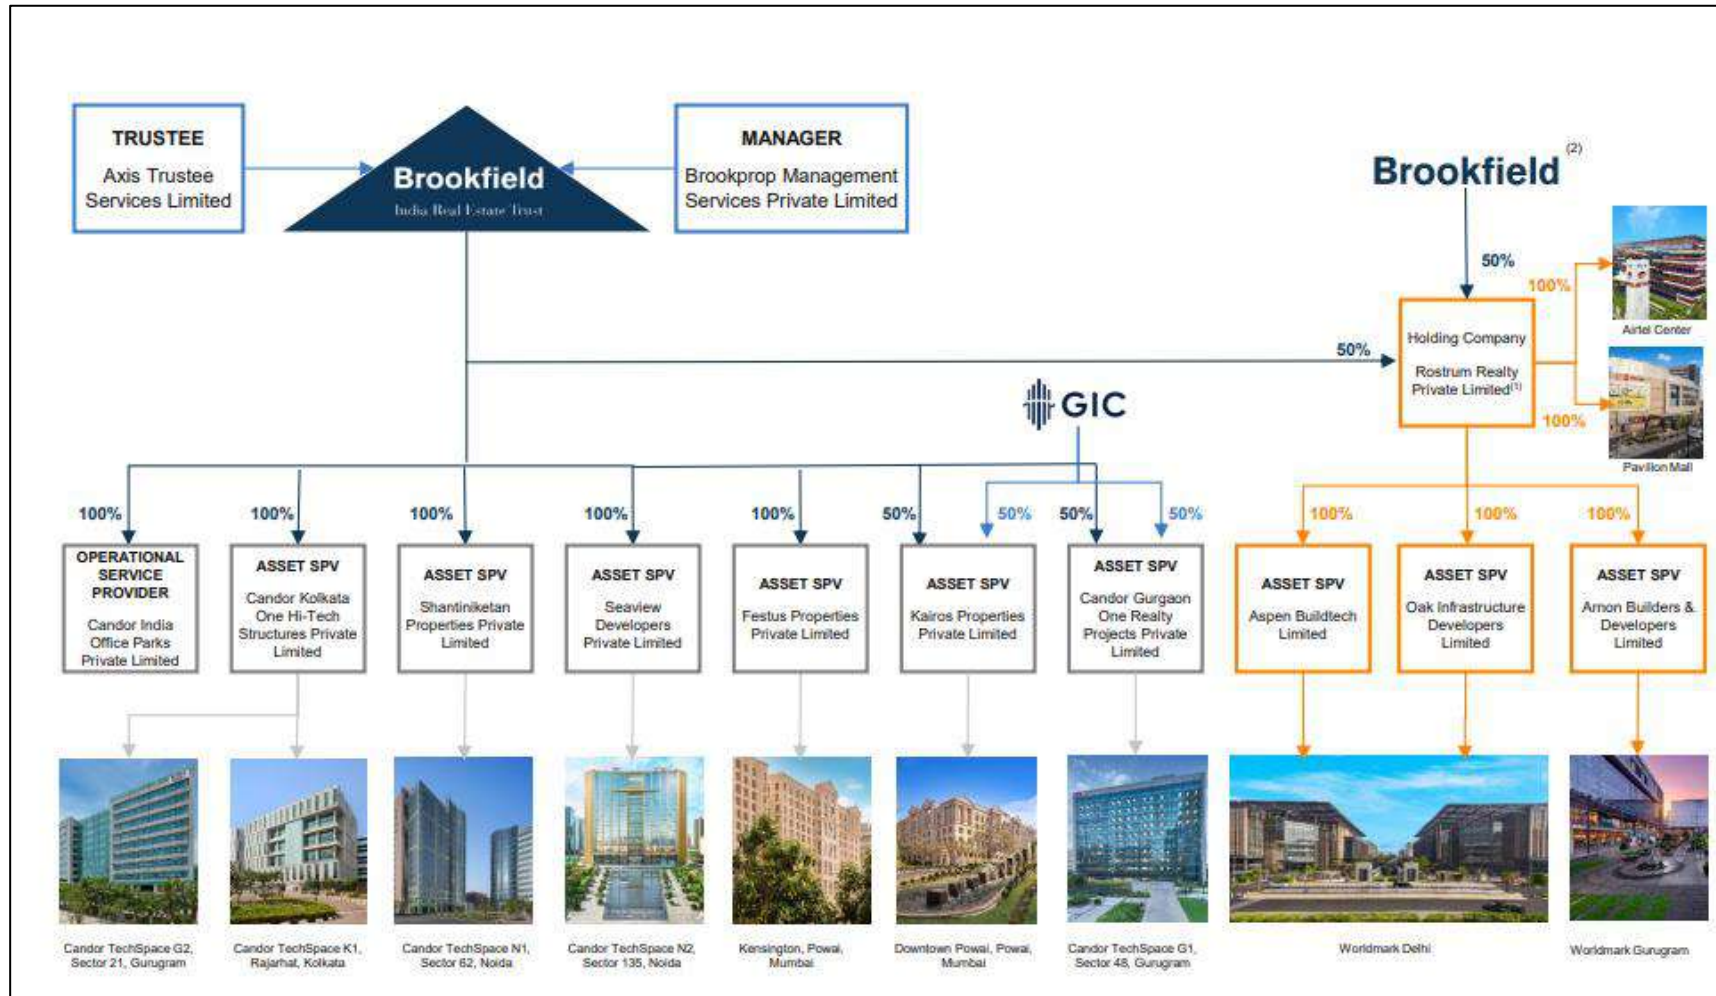 TRUSTEE
Axis Trustee
Services Limited
Brookfield
India Real Estate Trust
MANAGER
Brookprop Management
Services Private Limited
Brookfield (2)
50%
100%
Airtel Center
Holding Company
Rostrum Realty
Private Limited(1)
50%
100%
Pavilion Mall
GIC
100%
100%
100%
100%
100%
50%
50%
50%
50%
100%
100%
100%
OPERATIONAL
SERVICE
PROVIDER
Candor India
Office Parks
Private Limited
ASSET SPV
Candor Kolkata
One Hi-Tech
Structures Private
Limited
ASSET SPV
Shantiniketan
Properties Private
Limited
ASSET SPV
Seaview
Developers
Private Limited
ASSET SPV
Festus Properties
Private Limited
ASSET SPV
Kairos Properties
Private Limited
ASSET SPV
Candor Gurgaon
One Realty
Projects Private
Limited
ASSET SPV
Aspen Buildtech
Limited
ASSET SPV
Oak Infrastructure
Developers
Limited
ASSET SPV
Arnon Builders &
Developers
Limited
Candor TechSpace G2,
Sector 21, Gurugram
Candor TechSpace K1,
Rajarhat, Kolkata
Candor TechSpace N1,
Sector 62, Noida
Candor TechSpace N2,
Sector 135, Noida
Kensington, Powai,
Mumbai
Downtown Powai, Powai,
Mumbai
Candor TechSpace G1,
Sector 48, Gurugram
Worldmark Delhi
Worldmark Gurugram